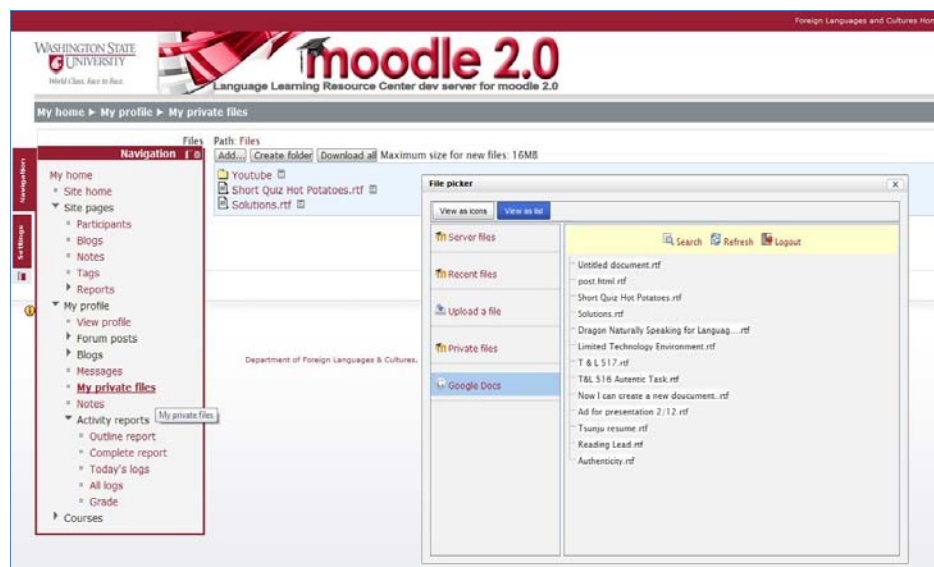 Foreign Languages and Cultures Hom
WASHINGTON STATE
UNIVERSITY
World Class. Face to Face.
moodle 2.0
Language Learning Resource Center dev server for moodle 2.0
My home ► My profile ► My private files
Files
Path: Files
Add... Create folder Download all Maximum size for new files: 16MB
Youtube
Short Quiz Hot Potatoes.rtf
Solutions.rtf
Navigation
Settings
Navigation
My home
Site home
Site pages
Participants
Blogs
Notes
Tags
Reports
My profile
View profile
Forum posts
Blogs
Messages
My private files
Notes
My private files
Activity reports
Outline report
Complete report
Today's logs
All logs
Grade
Courses
Department of Foreign Languages & Cultures,
File picker
View as icons View as list
Server files
Recent files
Upload a file
Private files
Google Docs
Search Refresh Logout
Untitled document.rtf
post.html.rtf
Short Quiz Hot Potatoes.rtf
Solutions.rtf
Dragon Naturally Speaking for Languag....rtf
Limited Technology Environment.rtf
T & L 517.rtf
T&L 516 Autentic Task.rtf
Now I can create a new doucument..rtf
Ad for presentation 2/12.rtf
Tsunju resume.rtf
Reading Lead.rtf
Authenticity.rtf